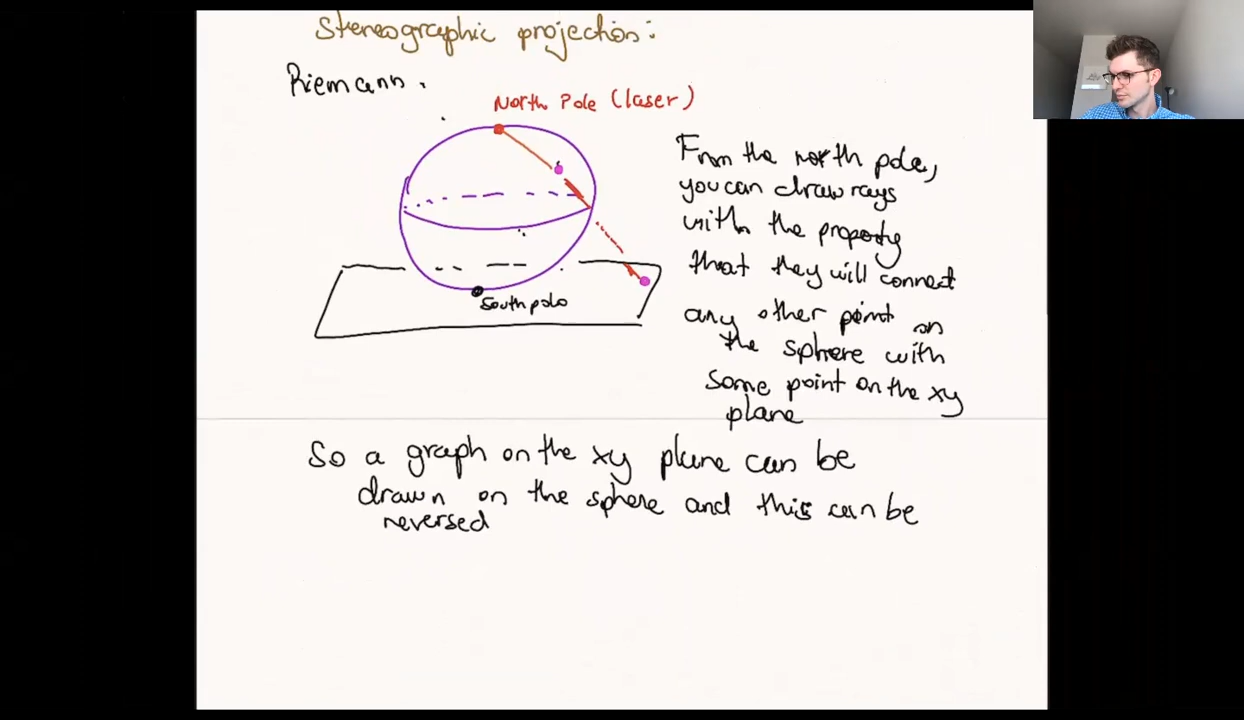 Stereographic projection:
Riemann.
North Pole (laser)
From the north pole,
you can draw rays
with the property
that they will connect
any other point on
the sphere with
some point on the xy
plane
South pole
So a graph on the xy plane can be
drawn on the sphere and this can be
reversed